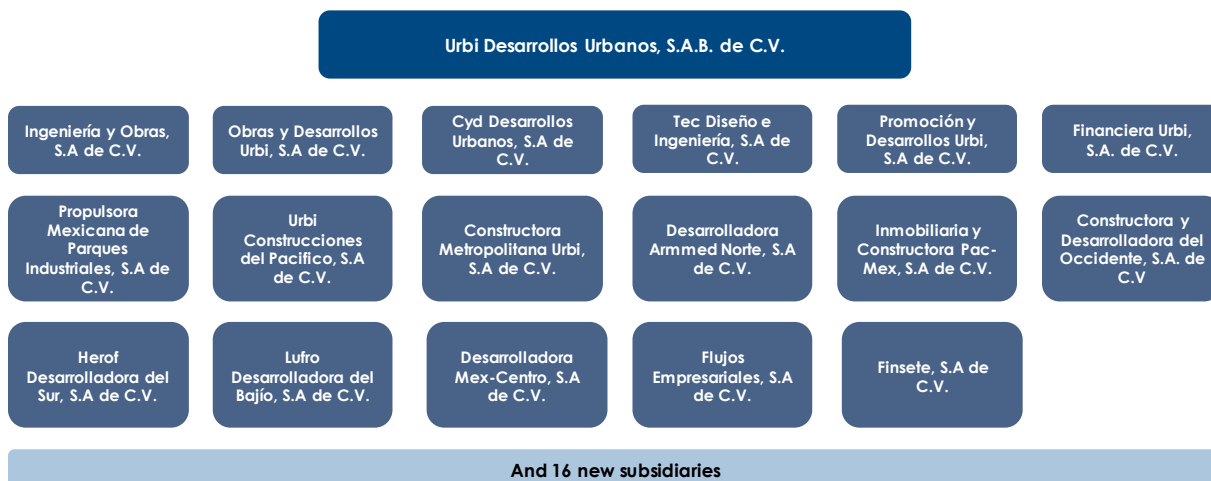 Urbi Desarrollos Urbanos, S.A.B. de C.V.
Ingeniería y Obras,
S.A de C.V.
Obras y Desarrollos
Urbi, S.A de C.V.
Cyd Desarrollos
Urbanos, S.A de
C.V.
Tec Diseño e
Ingeniería, S.A de
C.V.
Promoción y
Desarrollos Urbi,
S.A de C.V.
Financiera Urbi,
S.A. de C.V.
Propulsora
Mexicana de
Parques
Industriales, S.A de
C.V.
Urbi
Construcciones
del Pacifico, S.A
de C.V.
Constructora
Metropolitana Urbi,
S.A de C.V.
Desarrolladora
Armmed Norte, S.A
de C.V.
Inmobiliaria y
Constructora Pac-
Mex, S.A de C.V.
Constructora y
Desarrolladora del
Occidente, S.A. de
C.V
Herof
Desarrolladora del
Sur, S.A de C.V.
Lufro
Desarrolladora del
Bajío, S.A de C.V.
Desarrolladora
Mex-Centro, S.A
de C.V.
Flujos
Empresariales, S.A
de C.V.
Finsete, S.A de
C.V.
And 16 new subsidiaries